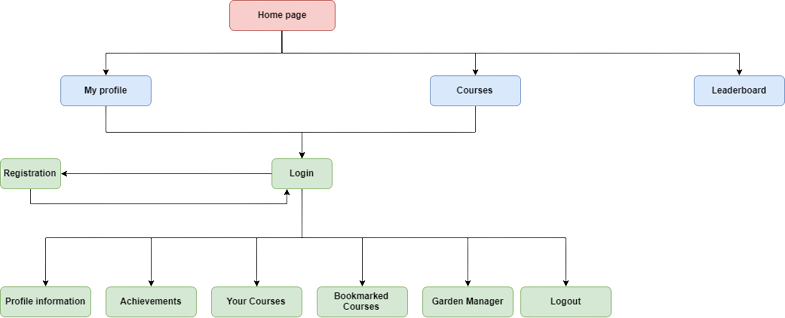 Home page
My profile
Courses
Leaderboard
Registration
Login
Profile information
Achievements
Your Courses
Bookmarked
Courses
Garden Manager
Logout